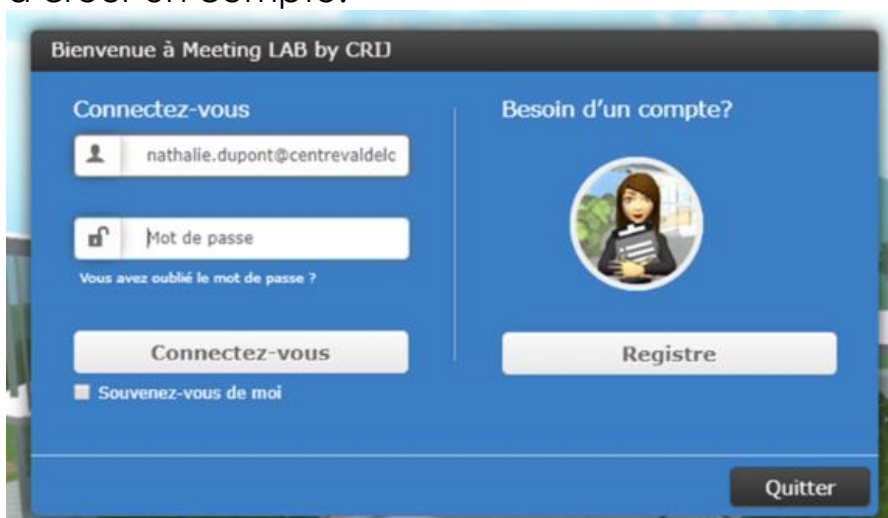 Bienvenue à Meeting LAB by CRIJ
Connectez-vous
nathalie.dupont@centrevaldelc
Mot de passe
Vous avez oublié le mot de passe ?
Connectez-vous
Souvenez-vous de moi
Besoin d'un compte?
Registre
Quitter